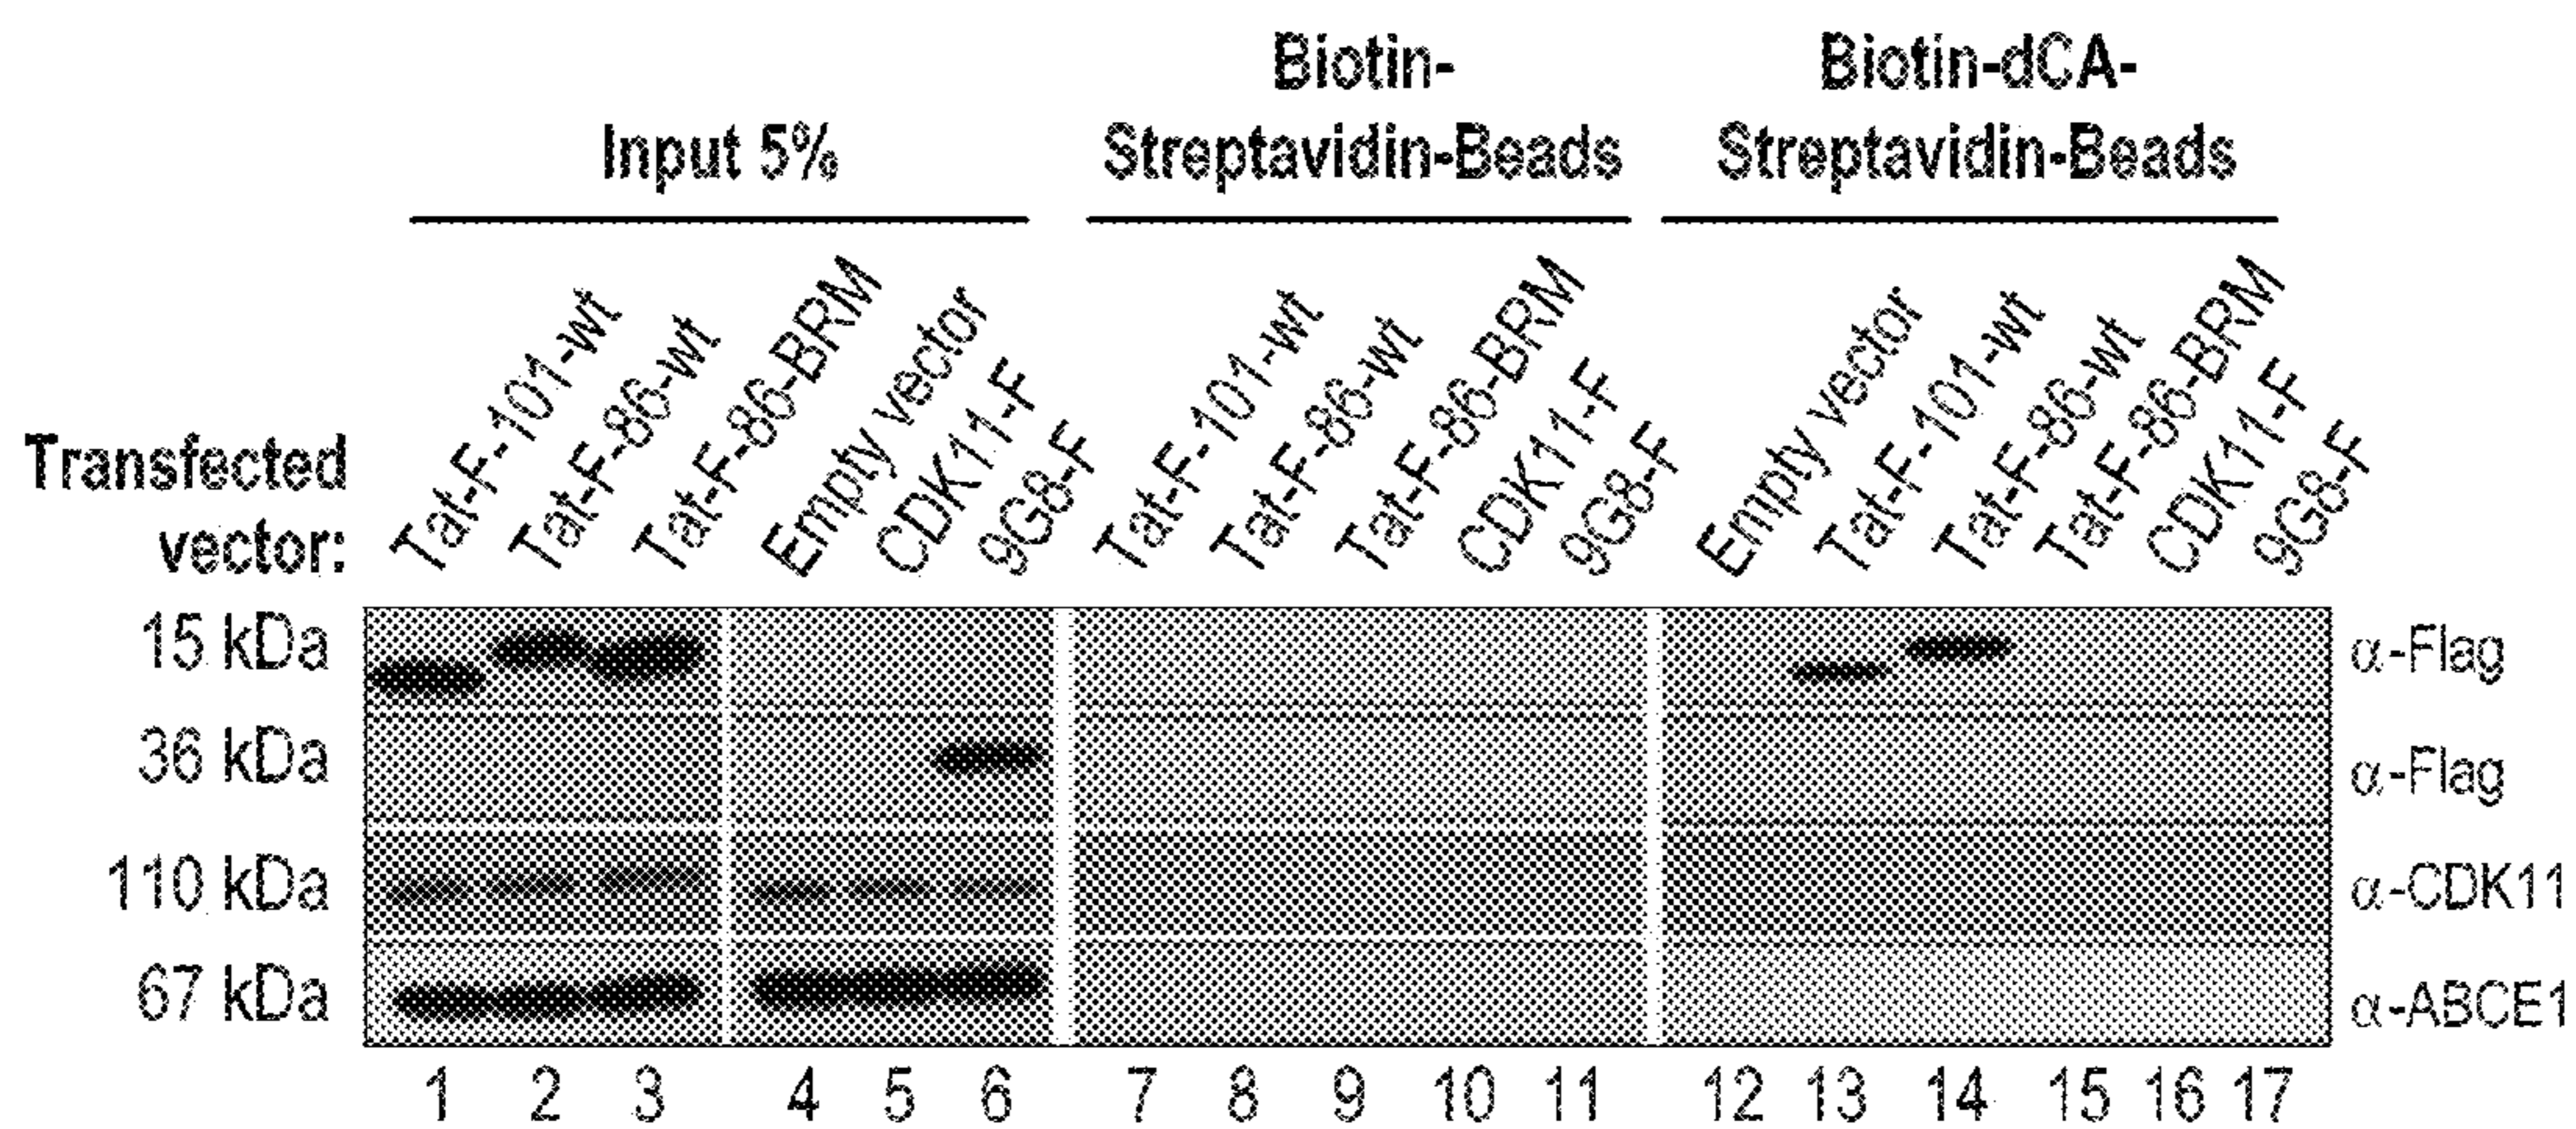 Input 5%
Biotin-
Streptavidin-Beads
Biotin-dCA-
Streptavidin-Beads
Transfected
vector:
Tat-F-101-wt
Tat-F-86-wt
Tat-F-86-BRM
Empty vector
CDK11-F
9G8-F
Tat-F-101-wt
Tat-F-86-wt
Tat-F-86-BRM
CDK11-F
9G8-F
Empty vector
Tat-F-101-wt
Tat-F-86-wt
Tat-F-86-BRM
CDK11-F
9G8-F
15 kDa α-Flag
36 kDa α-Flag
110 kDa α-CDK11
67 kDa α-ABCE1
1 2 3 4 5 6 7 8 9 10 11 12 13 14 15 16 17